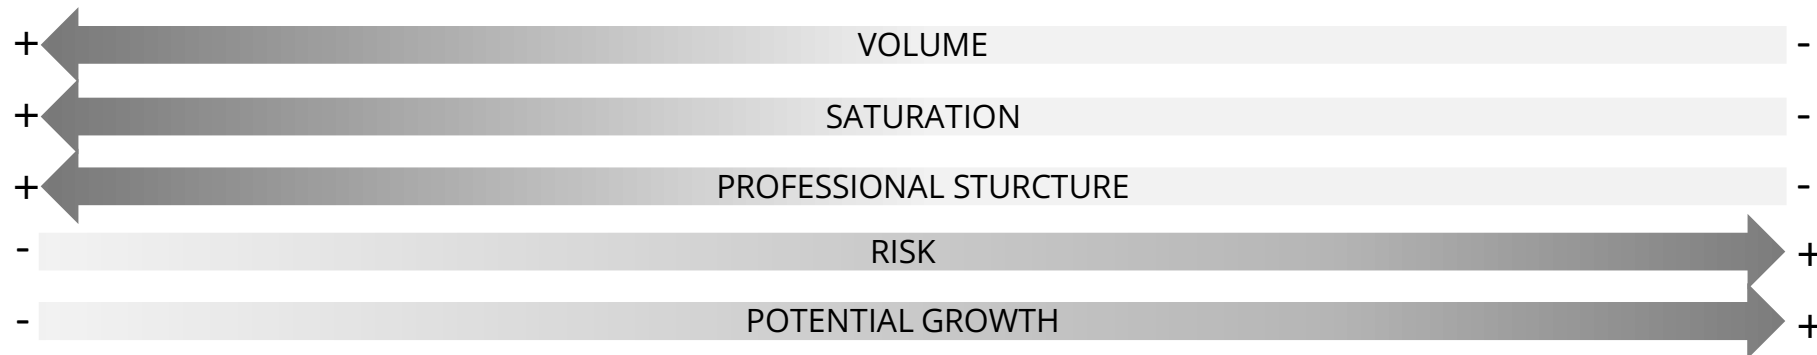 + VOLUME -
+ SATURATION -
+ PROFESSIONAL STURCTURE -
- RISK +
- POTENTIAL GROWTH +